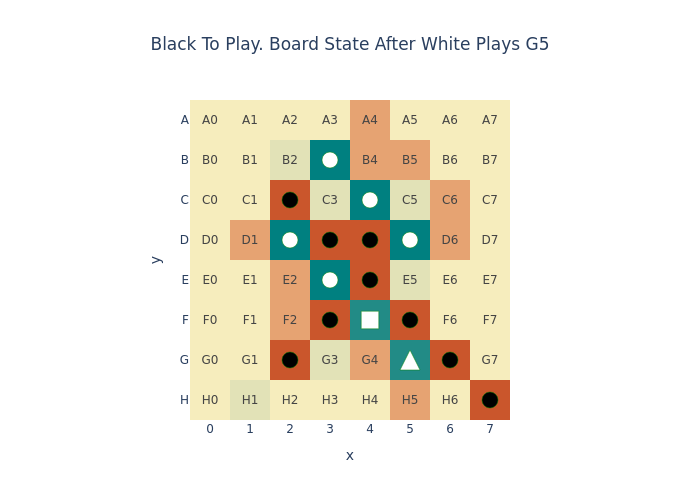 Black To Play. Board State After White Plays G5
A A0 A1 A2 A3 A4 A5 A6 A7
B B0 B1 B2 B4 B5 B6 B7
C C1 C0 C3 C5 C6 C7
D D0 D1 D6 D7
y
E E0 E1 E2 E5 E6 E7
F F0 F1 F2 F6 F7
G G0 G1 G3 G4 G7
H H0 H1 H2 H3 H4 H5 H6
0 1 2 3 4 5 6 7
x